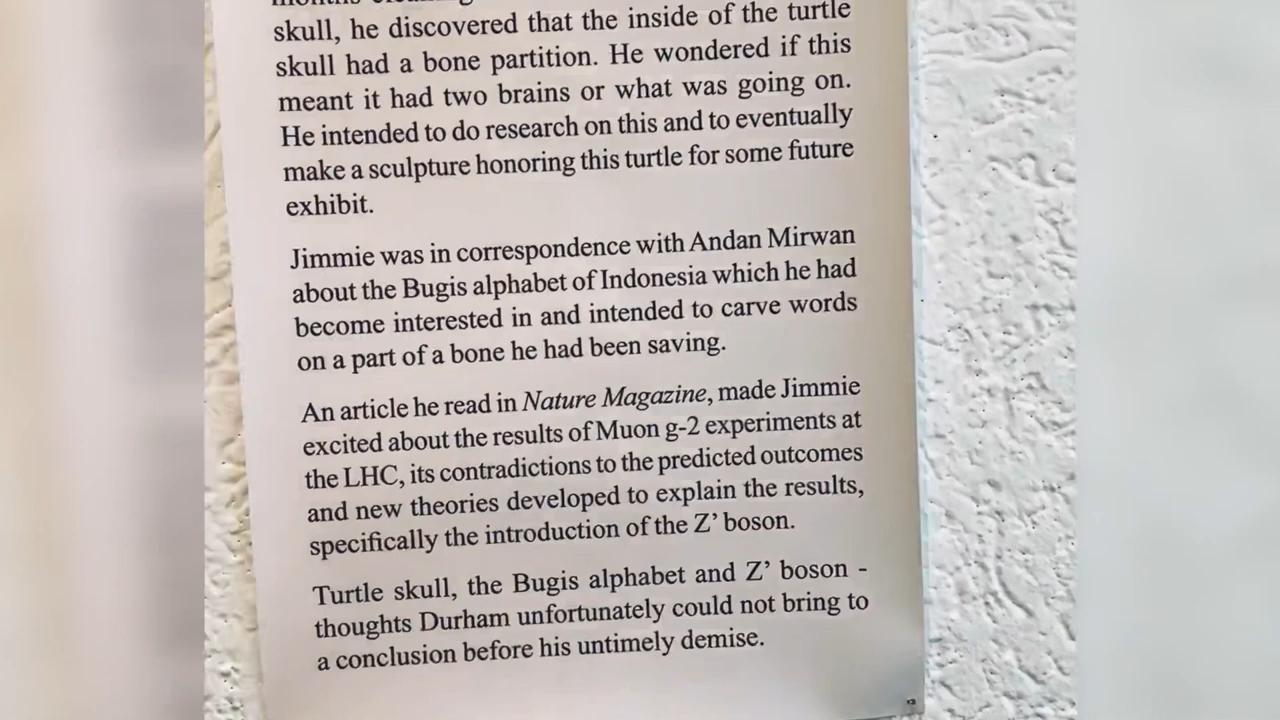 skull, he discovered that the inside of the turtle
skull had a bone partition. He wondered if this
meant it had two brains or what was going on.
He intended to do research on this and to eventually
make a sculpture honoring this turtle for some future
exhibit.
Jimmie was in correspondence with Andan Mirwan
about the Bugis alphabet of Indonesia which he had
become interested in and intended to carve words
on a part of a bone he had been saving.
An article he read in Nature Magazine, made Jimmie
excited about the results of Muon g-2 experiments at
the LHC, its contradictions to the predicted outcomes
and new theories developed to explain the results,
specifically the introduction of the Z’ boson.
Turtle skull, the Bugis alphabet and Z’ boson -
thoughts Durham unfortunately could not bring to
a conclusion before his untimely demise.